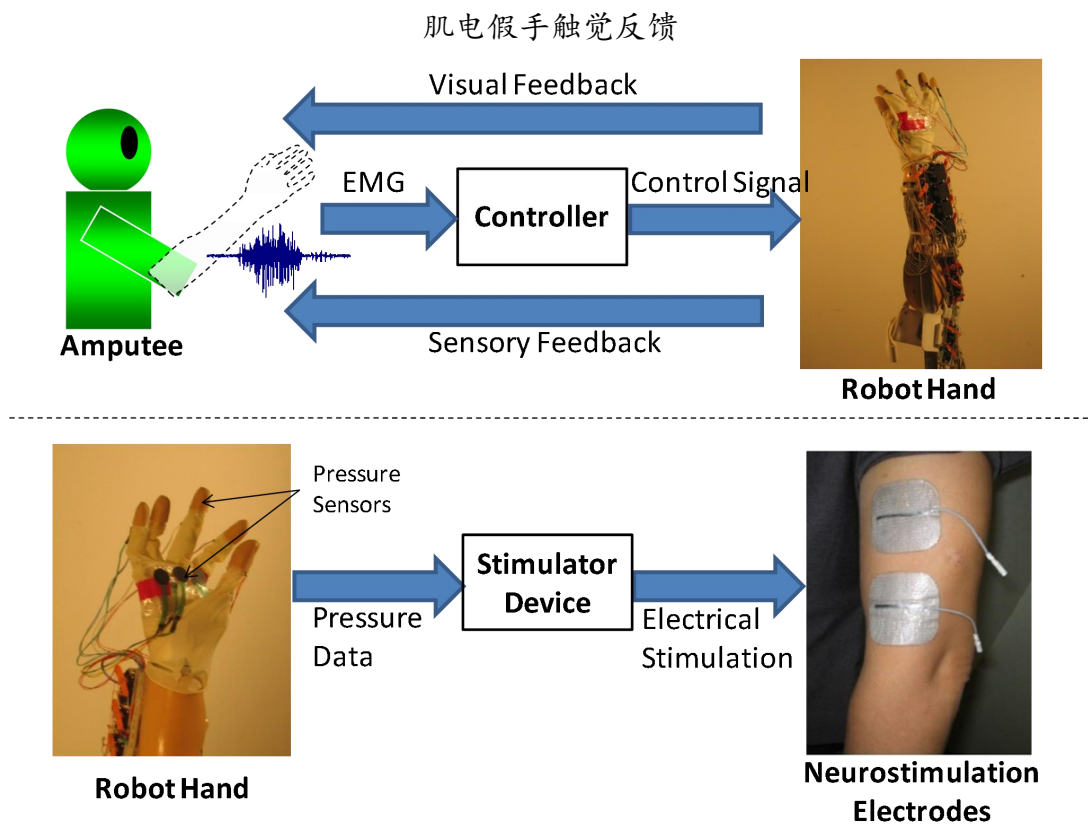 肌电假手触觉反馈
Visual Feedback
EMG
Controller
Control Signal
Sensory Feedback
Amputee
Robot Hand
Pressure
Sensors
Stimulator
Device
Pressure
Data
Electrical
Stimulation
Robot Hand
Neurostimulation
Electrodes